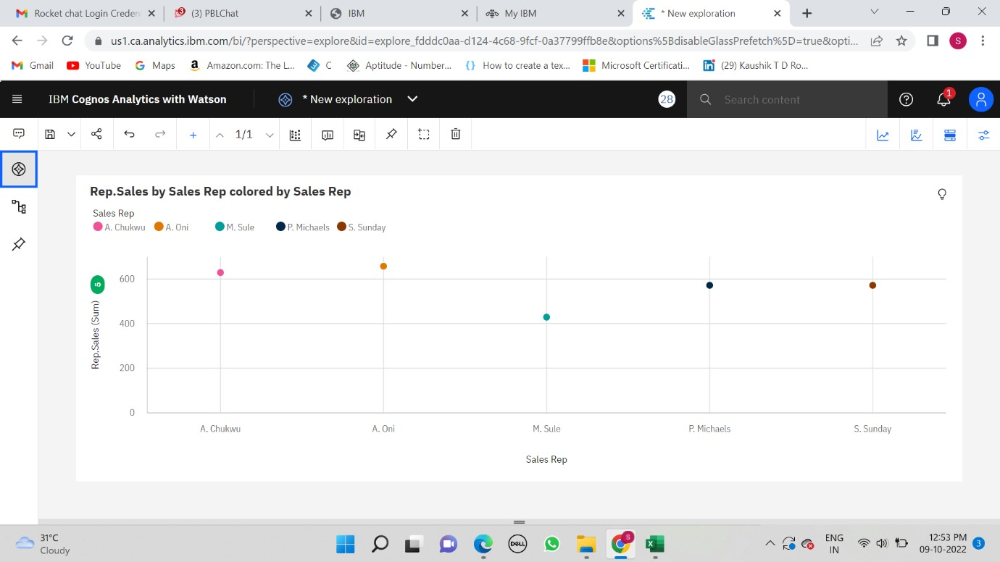 Rocket chat Login Creden
(3) PBLChat
IBM
My IBM
* New exploration
us1.ca.analytics.ibm.com/bi/?perspective=explore&id=explore_fdddc0aa-d124-4c68-9fcf-0a37799ffb8e&options%5BdisableGlassPrefetch%5D=true&opti...
S
Gmail
YouTube
Maps
Amazon.com: The L...
C
Aptitude - Number...
How to create a tex...
Microsoft Certificati...
(29) Kaushik T D Ro...
IBM Cognos Analytics with Watson
* New exploration
28
Search content
1
1/1
Rep.Sales by Sales Rep colored by Sales Rep
Sales Rep
A. Chukwu
A. Oni
M. Sule
P. Michaels
S. Sunday
5
Rep.Sales (Sum)
600
400
200
0
A. Chukwu
A. Oni
M. Sule
P. Michaels
S. Sunday
Sales Rep
31°C
Cloudy
DELL
S
ENG
IN
12:53 PM
09-10-2022
3